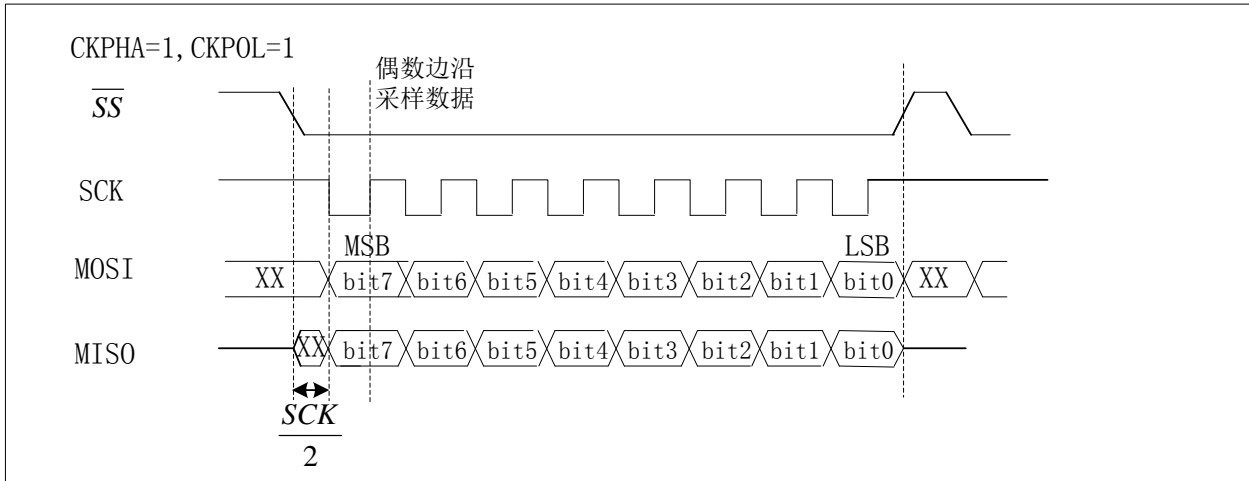 CKPHA=1, CKPOL=1
偶数边沿
采样数据
SS
SCK
MSB LSB
MOSI XX bit7 bit6 bit5 bit4 bit3 bit2 bit1 bit0 XX
MISO XX bit7 bit6 bit5 bit4 bit3 bit2 bit1 bit0
SCK
2